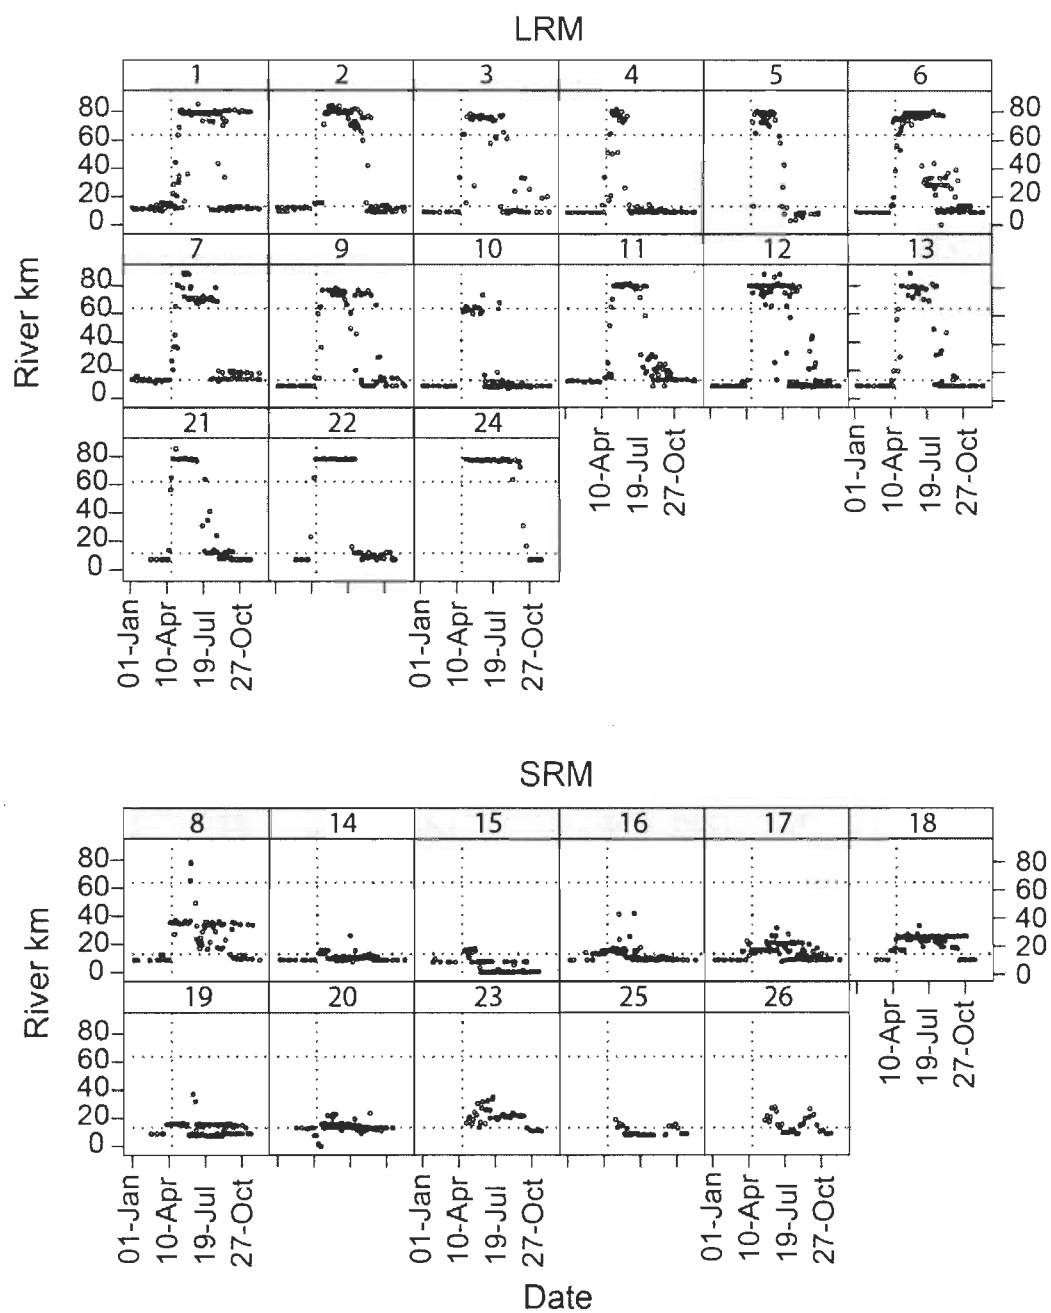 LRM
1 2 3 4 5 6
80 80
60 60
40 40
20 20
0 0
7 9 10 11 12 13
80
60
40
20
0
21 22 24
80
60
40
20
0
River km
10-Apr 19-Jul 27-Oct 01-Jan 10-Apr 19-Jul 27-Oct
01-Jan 10-Apr 19-Jul 27-Oct 01-Jan 10-Apr 19-Jul 27-Oct
SRM
8 14 15 16 17 18
80 80
60 60
40 40
20 20
0 0
19 20 23 25 26
80
60
40
20
0
River km
10-Apr 19-Jul 27-Oct
01-Jan 10-Apr 19-Jul 27-Oct 01-Jan 10-Apr 19-Jul 27-Oct 01-Jan 10-Apr 19-Jul 27-Oct
Date